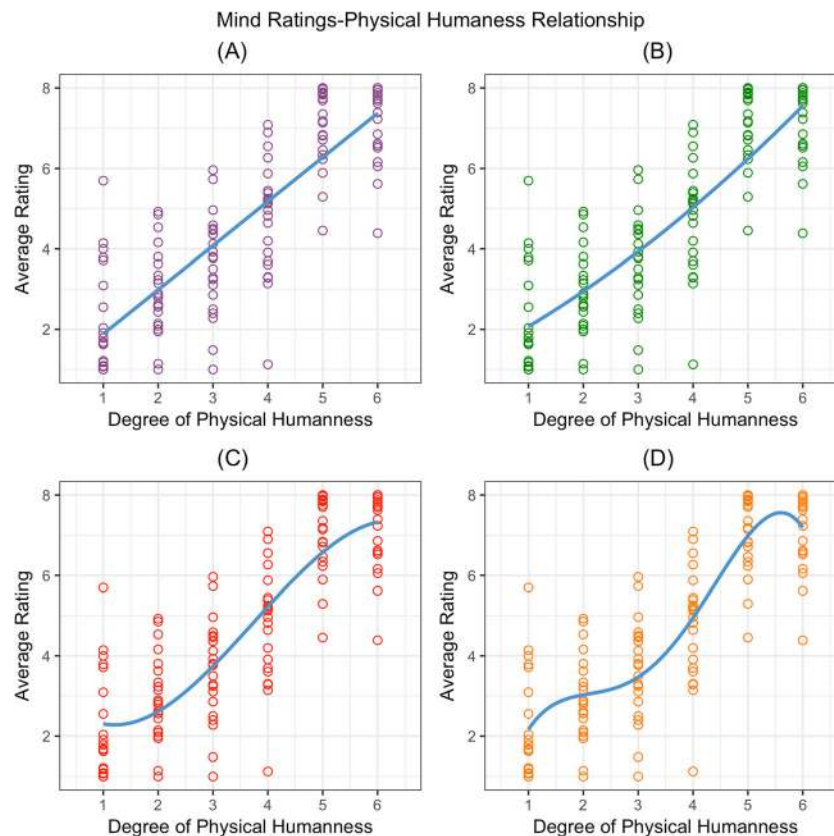 Mind Ratings-Physical Humaness Relationship
(A)
(B)
8
6
4
2
Average Rating
1 2 3 4 5 6
Degree of Physical Humanness
8
6
4
2
Average Rating
1 2 3 4 5 6
Degree of Physical Humanness
(C)
(D)
8
6
4
2
Average Rating
1 2 3 4 5 6
Degree of Physical Humanness
8
6
4
2
Average Rating
1 2 3 4 5 6
Degree of Physical Humanness